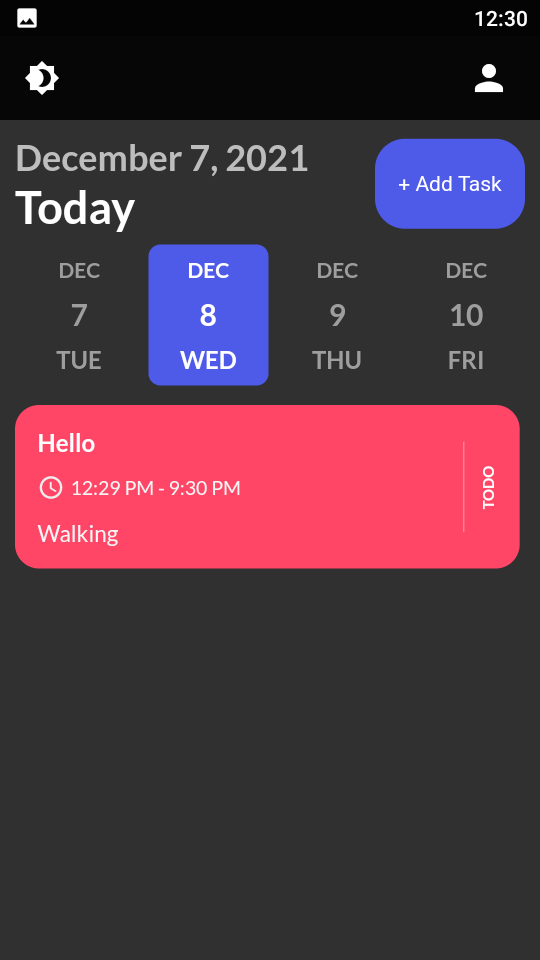 12:30
December 7, 2021
Today
+ Add Task
DEC DEC DEC DEC
7 8 9 10
TUE WED THU FRI
Hello
12:29 PM - 9:30 PM
Walking
TODO